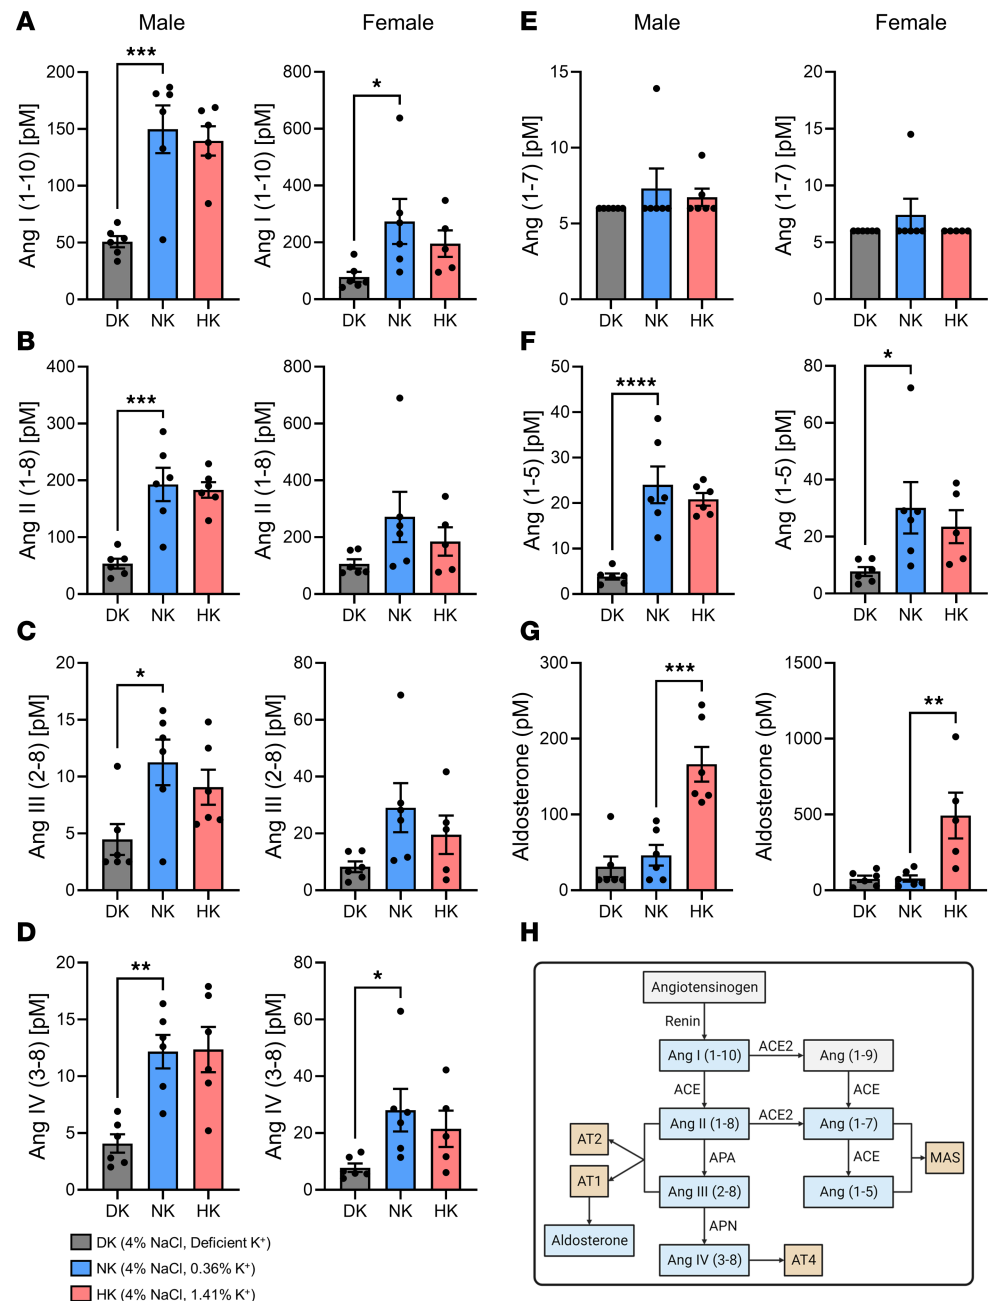 A
Male
Female
Ang I (1-10) [pM]
200
150
100
50
0
***
DK
NK
HK
Ang I (1-10) [pM]
800
600
400
200
0
*
DK
NK
HK
B
Ang II (1-8) [pM]
400
300
200
100
0
***
DK
NK
HK
Ang II (1-8) [pM]
800
600
400
200
0
DK
NK
HK
C
Ang III (2-8) [pM]
20
15
10
5
0
*
DK
NK
HK
Ang III (2-8) [pM]
80
60
40
20
0
DK
NK
HK
D
Ang IV (3-8) [pM]
20
15
10
5
0
**
DK
NK
HK
Ang IV (3-8) [pM]
80
60
40
20
0
*
DK
NK
HK
DK (4% NaCl, Deficient K⁺)
NK (4% NaCl, 0.36% K⁺)
HK (4% NaCl, 1.41% K⁺)
E
Male
Female
Ang (1-7) [pM]
15
10
5
0
DK
NK
HK
Ang (1-7) [pM]
20
15
10
5
0
DK
NK
HK
F
Ang (1-5) [pM]
50
40
30
20
10
0
****
DK
NK
HK
Ang (1-5) [pM]
80
60
40
20
0
*
DK
NK
HK
G
Aldosterone (pM)
300
200
100
0
***
DK
NK
HK
Aldosterone (pM)
1500
1000
500
0
**
DK
NK
HK
H
Angiotensinogen
Renin
Ang I (1-10)
ACE2
Ang (1-9)
ACE
ACE
Ang II (1-8)
ACE2
Ang (1-7)
AT2
APA
ACE
MAS
AT1
Ang III (2-8)
Ang (1-5)
APN
Aldosterone
Ang IV (3-8)
AT4